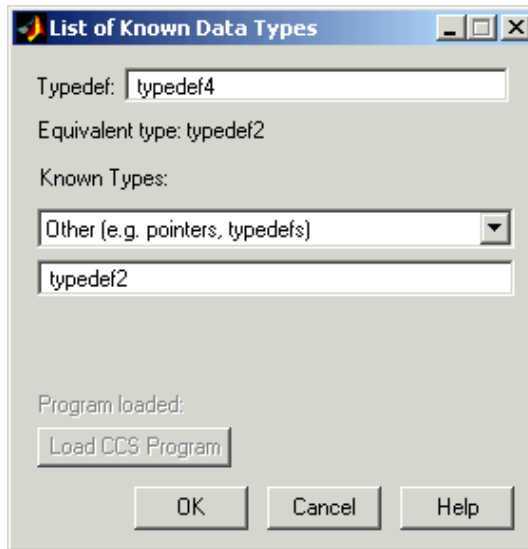 List of Known Data Types
Typedef: typedef4
Equivalent type: typedef2
Known Types:
Other (e.g. pointers, typedefs)
typedef2
Program loaded:
Load CCS Program
OK Cancel Help